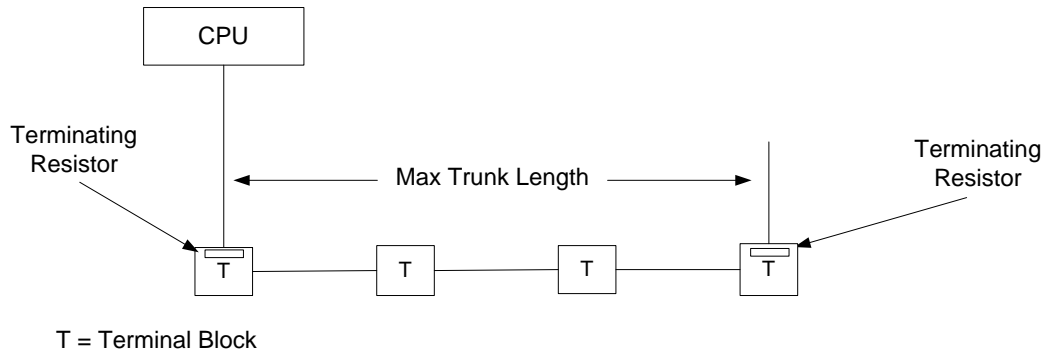 CPU
Terminating
Resistor
Max Trunk Length
Terminating
Resistor
T
T
T
T
T = Terminal Block